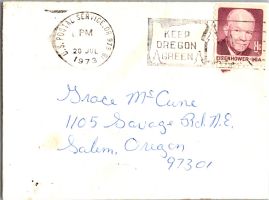 U.S. POSTAL SERVICE, OR 973
PM
20 JUL
1973
KEEP
OREGON
GREEN
8¢
EISENHOWER·USA
Grace McCune
1105 Savage Rd. N.E.
Salem, Oregon
97301